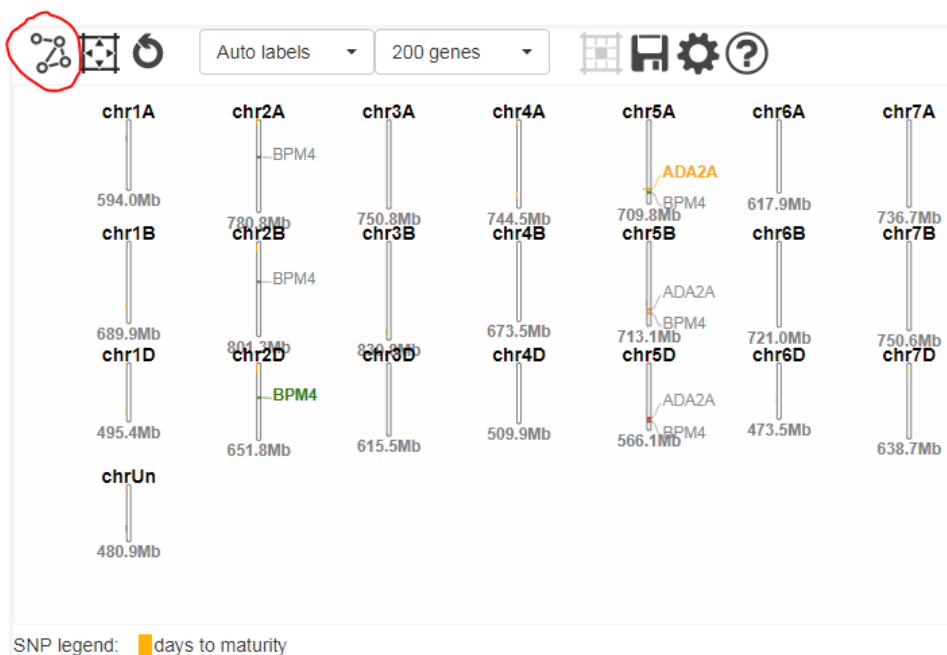 Auto labels 200 genes ?
chr1A chr2A chr3A chr4A chr5A chr6A chr7A
BPM4
ADA2A
BPM4
594.0Mb 780.8Mb 750.8Mb 744.5Mb 709.8Mb 617.9Mb 736.7Mb
chr1B chr2B chr3B chr4B chr5B chr6B chr7B
BPM4
ADA2A
BPM4
689.9Mb 801.3Mb 830.8Mb 673.5Mb 713.1Mb 721.0Mb 750.6Mb
chr1D chr2D chr3D chr4D chr5D chr6D chr7D
BPM4
ADA2A
BPM4
495.4Mb 651.8Mb 615.5Mb 509.9Mb 566.1Mb 473.5Mb 638.7Mb
chrUn
480.9Mb
SNP legend: days to maturity